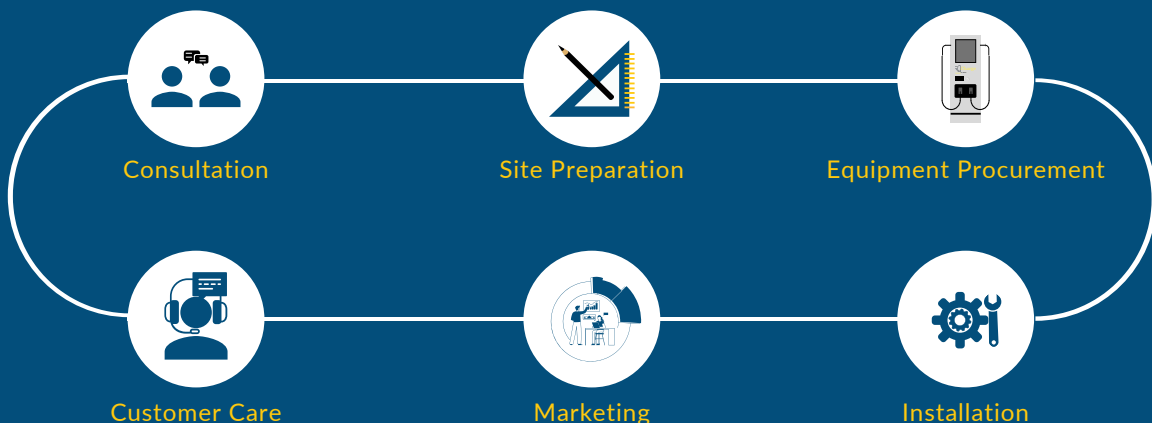 Consultation
Site Preparation
Equipment Procurement
Customer Care
Marketing
Installation